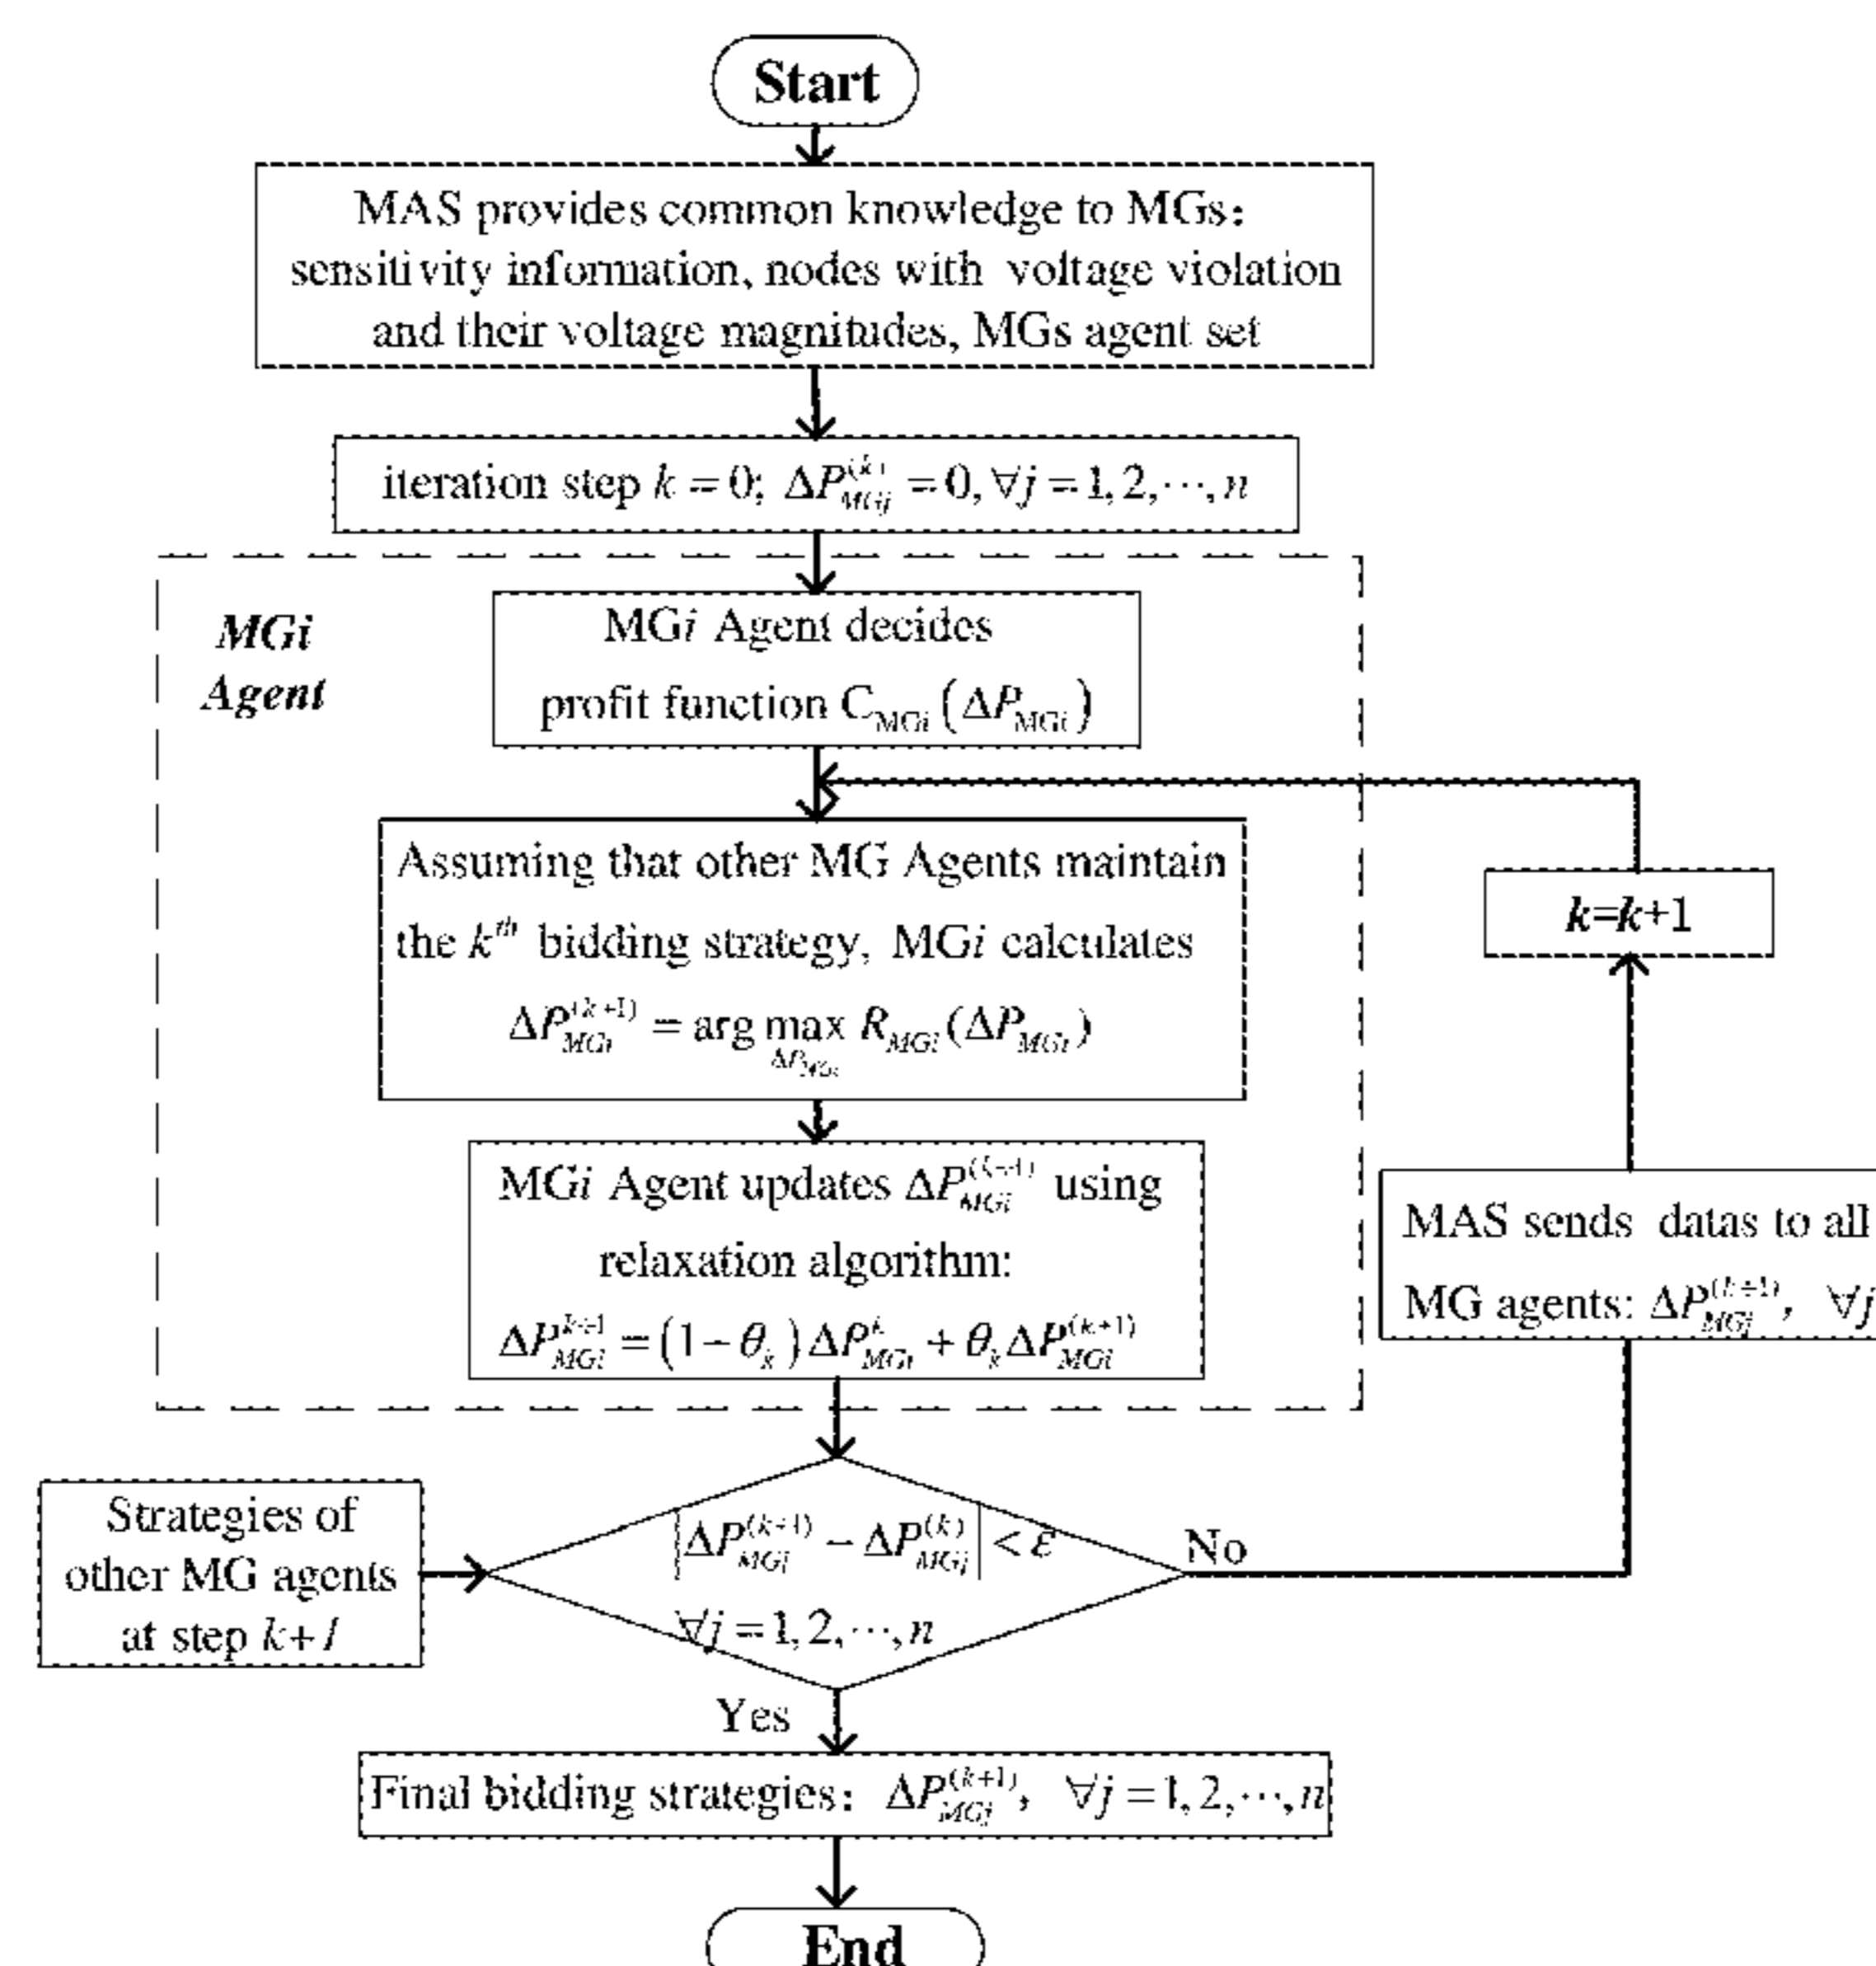 Start
MAS provides common knowledge to MGs:
sensitivity information, nodes with voltage violation
and their voltage magnitudes, MGs agent set
iteration step k = 0; ΔP_{MGj}^{(k)} = 0, ∀j = 1, 2, ⋯, n
MGi
Agent
MGi Agent decides
profit function C_{MGi}(ΔP_{MGi})
Assuming that other MG Agents maintain
the k^{th} bidding strategy, MGi calculates
ΔP_{MGi}^{(k+1)} = arg max R_{MGi}(ΔP_{MGi})
ΔP_{MGi}
k=k+1
MGi Agent updates ΔP_{MGi}^{(k+1)} using
relaxation algorithm:
ΔP_{MGi}^{k+1} = (1 − θ_k)ΔP_{MGi}^{k} + θ_kΔP_{MGi}^{(k+1)}
MAS sends datas to all
MG agents: ΔP_{MGj}^{(k+1)}, ∀j
Strategies of
other MG agents
at step k+1
|ΔP_{MGj}^{(k+1)} − ΔP_{MGj}^{(k)}| < ε
∀j = 1, 2, ⋯, n
No
Yes
Final bidding strategies: ΔP_{MGj}^{(k+1)}, ∀j = 1, 2, ⋯, n
End